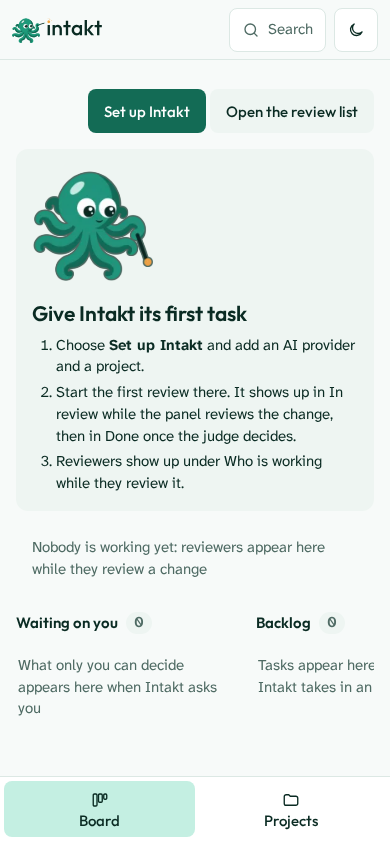 intakt
Search
Set up Intakt
Open the review list
Give Intakt its first task
1. Choose Set up Intakt and add an AI provider
and a project.
2. Start the first review there. It shows up in In
review while the panel reviews the change,
then in Done once the judge decides.
3. Reviewers show up under Who is working
while they review it.
Nobody is working yet: reviewers appear here
while they review a change
Waiting on you 0
What only you can decide
appears here when Intakt asks
you
Backlog 0
Tasks appear here
Intakt takes in an
Board
Projects